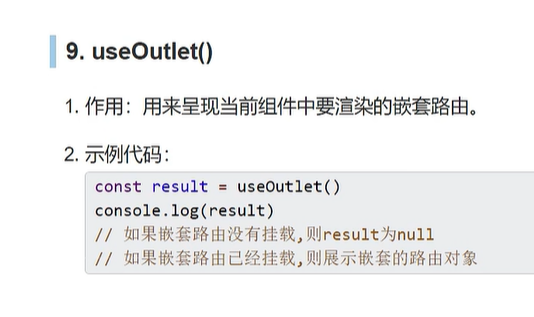 9. useOutlet()
1. 作用：用来呈现当前组件中要渲染的嵌套路由。
2. 示例代码：
const result = useOutlet()
console.log(result)
// 如果嵌套路由没有挂载,则result为null
// 如果嵌套路由已经挂载,则展示嵌套的路由对象